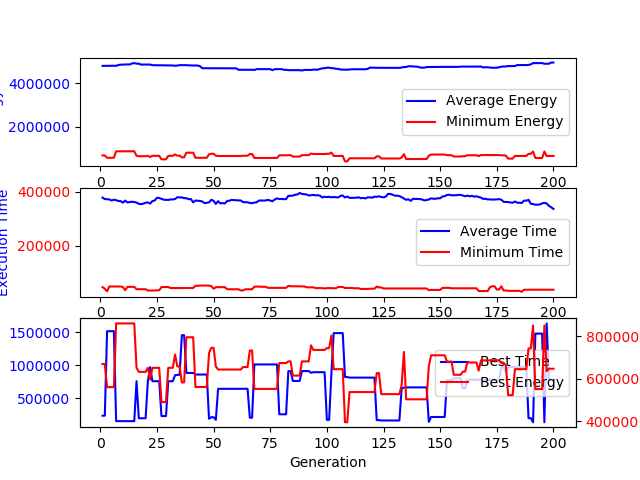 4000000
2000000
Average Energy
Minimum Energy
0 25 50 75 100 125 150 175 200
Execution Time
400000
200000
Average Time
Minimum Time
0 25 50 75 100 125 150 175 200
1500000
1000000
500000
Best Time
Best Energy
800000
600000
400000
0 25 50 75 100 125 150 175 200
Generation